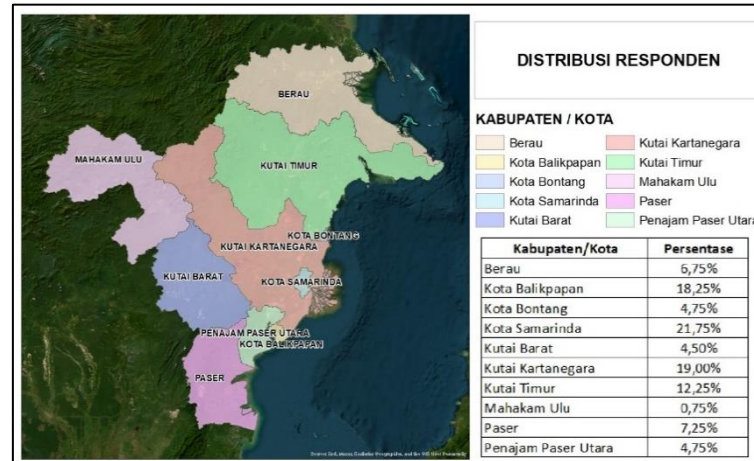 BERAU
MAHAKAM ULU
KUTAI TIMUR
KOTA BONTANG
KUTAI KARTANEGARA
KUTAI BARAT
KOTA SAMARINDA
PENAJAM PASER UTARA
KOTA BALIKPAPAN
PASER
DISTRIBUSI RESPONDEN
KABUPATEN / KOTA
Berau Kutai Kartanegara
Kota Balikpapan Kutai Timur
Kota Bontang Mahakam Ulu
Kota Samarinda Paser
Kutai Barat Penajam Paser Utara
Kabupaten/Kota Persentase
Berau 6,75%
Kota Balikpapan 18,25%
Kota Bontang 4,75%
Kota Samarinda 21,75%
Kutai Barat 4,50%
Kutai Kartanegara 19,00%
Kutai Timur 12,25%
Mahakam Ulu 0,75%
Paser 7,25%
Penajam Paser Utara 4,75%